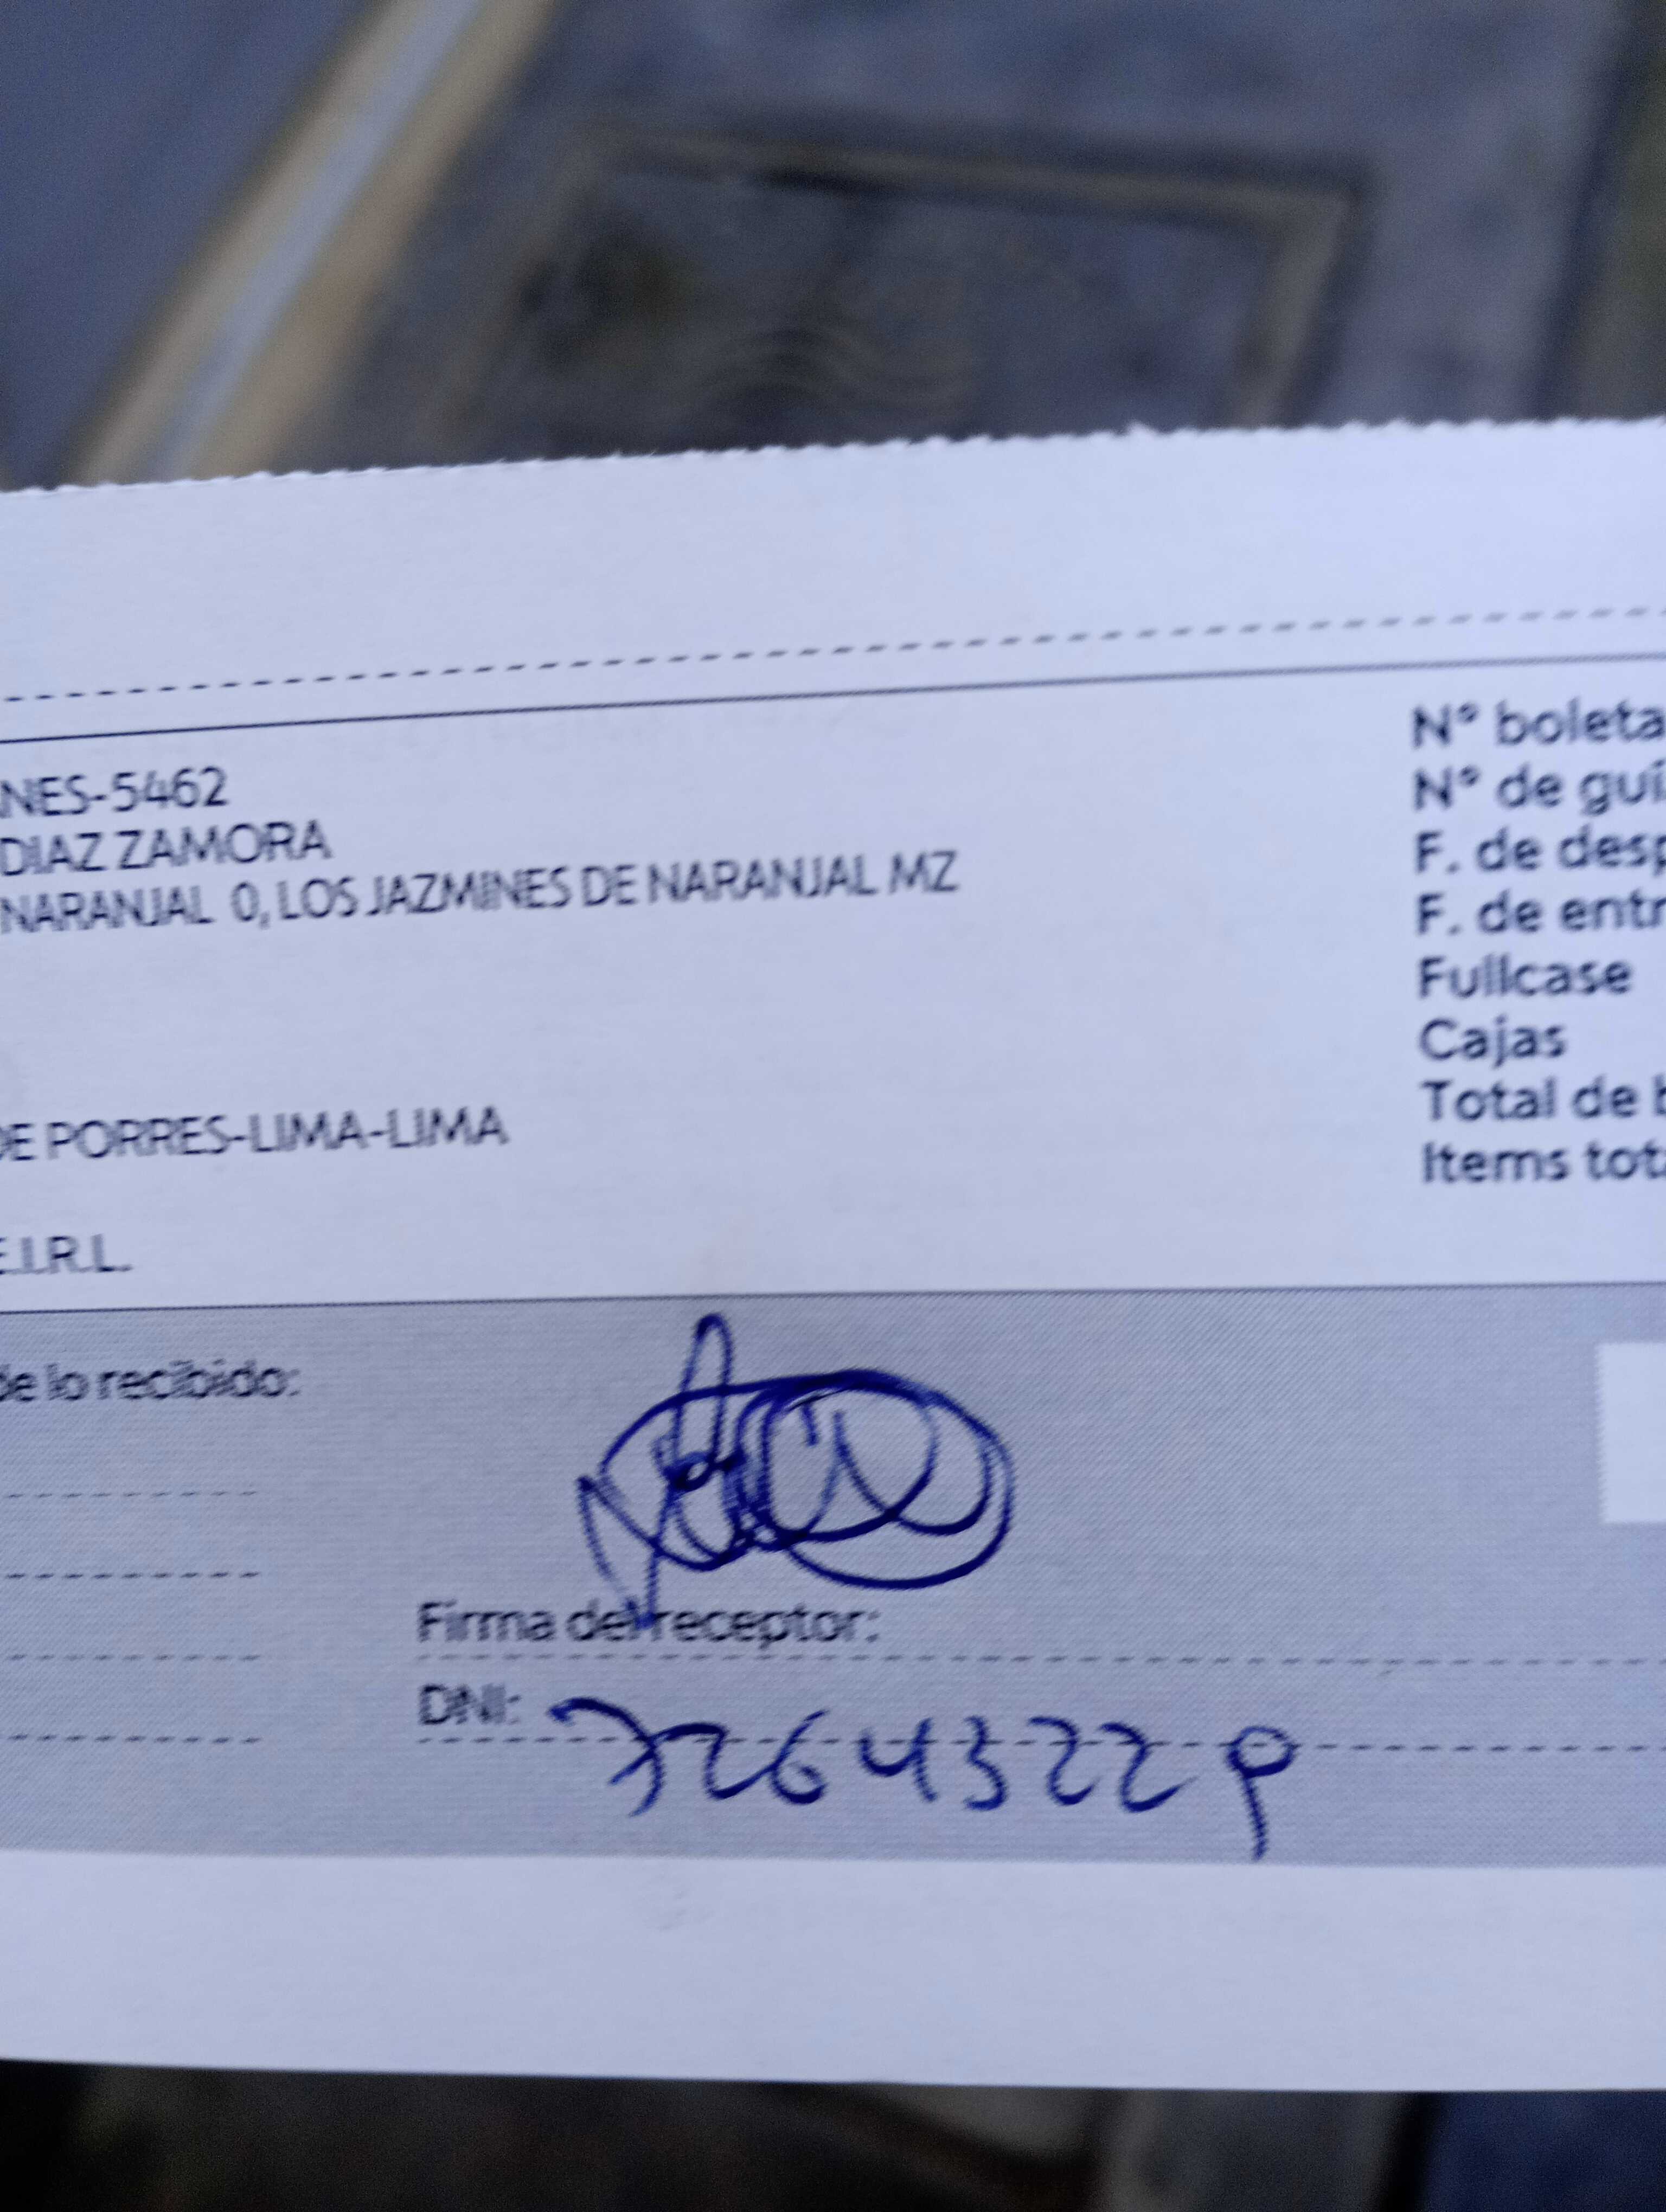 NES-5462
DIAZ ZAMORA
NARANJAL 0, LOS JAZMINES DE NARANJAL MZ
DE PORRES-LIMA-LIMA
E.I.R.L.
N° boleta
N° de guí
F. de desp
F. de entr
Fullcase
Cajas
Total de b
Items tot
de lo recibido:
Firma del receptor:
DNI: 72643229